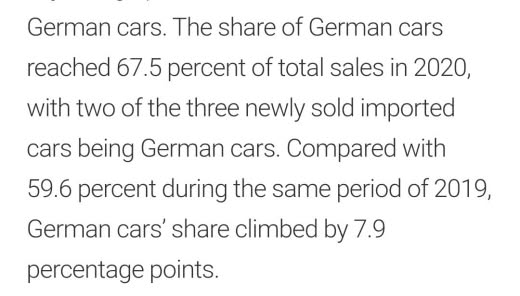 German cars. The share of German cars
reached 67.5 percent of total sales in 2020,
with two of the three newly sold imported
cars being German cars. Compared with
59.6 percent during the same period of 2019,
German cars’ share climbed by 7.9
percentage points.